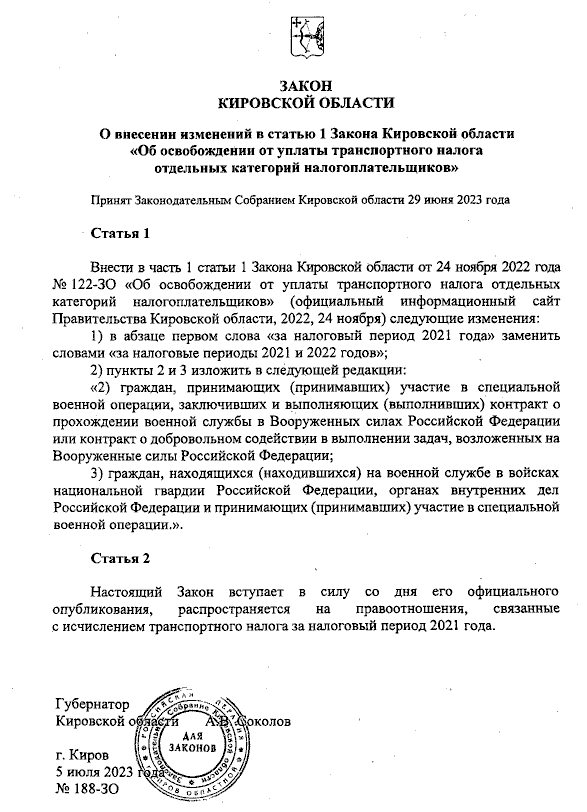 ЗАКОН
КИРОВСКОЙ ОБЛАСТИ
О внесении изменений в статью 1 Закона Кировской области
«Об освобождении от уплаты транспортного налога
отдельных категорий налогоплательщиков»
Принят Законодательным Собранием Кировской области 29 июня 2023 года
Статья 1
Внести в часть 1 статьи 1 Закона Кировской области от 24 ноября 2022 года
№ 122-ЗО «Об освобождении от уплаты транспортного налога отдельных
категорий налогоплательщиков» (официальный информационный сайт
Правительства Кировской области, 2022, 24 ноября) следующие изменения:
1) в абзаце первом слова «за налоговый период 2021 года» заменить
словами «за налоговые периоды 2021 и 2022 годов»;
2) пункты 2 и 3 изложить в следующей редакции:
«2) граждан, принимающих (принимавших) участие в специальной
военной операции, заключивших и выполняющих (выполнивших) контракт о
прохождении военной службы в Вооруженных силах Российской Федерации
или контракт о добровольном содействии в выполнении задач, возложенных на
Вооруженные силы Российской Федерации;
3) граждан, находящихся (находившихся) на военной службе в войсках
национальной гвардии Российской Федерации, органах внутренних дел
Российской Федерации и принимающих (принимавших) участие в специальной
военной операции.».
Статья 2
Настоящий Закон вступает в силу со дня его официального
опубликования, распространяется на правоотношения, связанные
с исчислением транспортного налога за налоговый период 2021 года.
Губернатор
Кировской области А.В. Соколов
ДЛЯ
ЗАКОНОВ
г. Киров
5 июля 2023 года
№ 188-ЗО